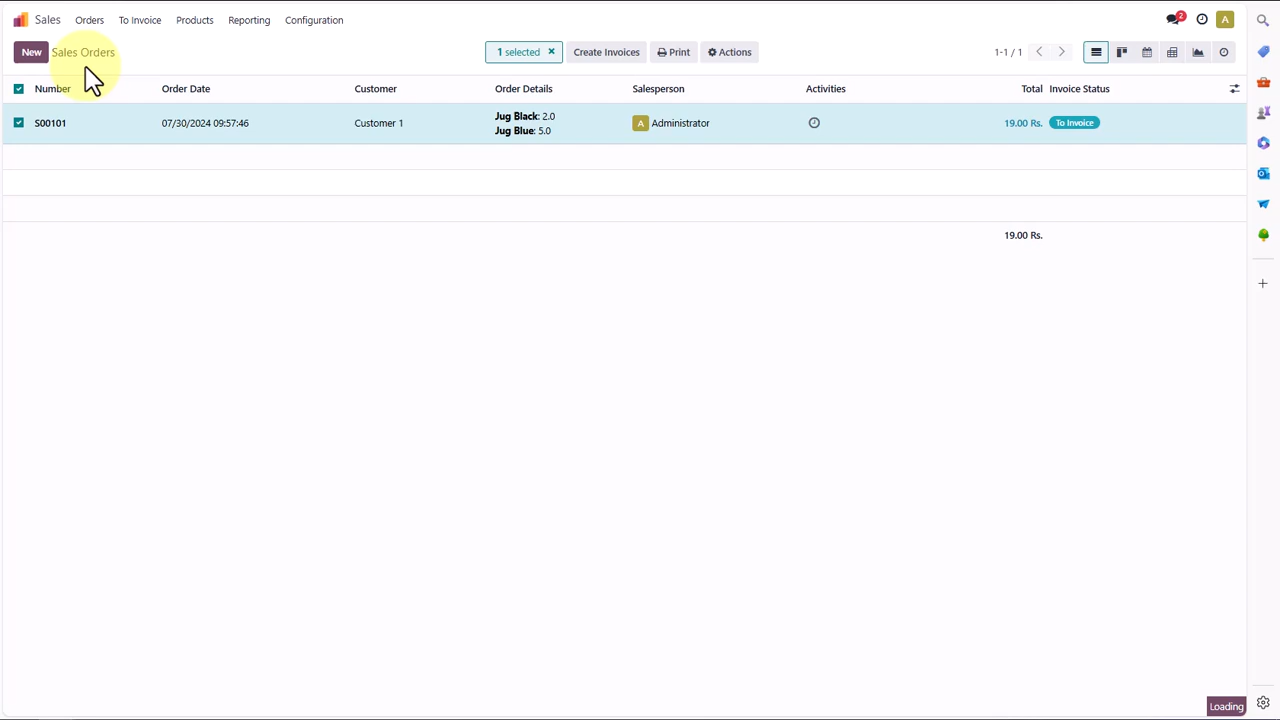 Sales Orders To Invoice Products Reporting Configuration 2 A
New Sales Orders 1 selected × Create Invoices Print Actions 1-1 / 1
Number Order Date Customer Order Details Salesperson Activities Total Invoice Status
S00101 07/30/2024 09:57:46 Customer 1 Jug Black: 2.0 A Administrator 19.00 Rs. To Invoice
Jug Blue: 5.0
19.00 Rs.
Loading